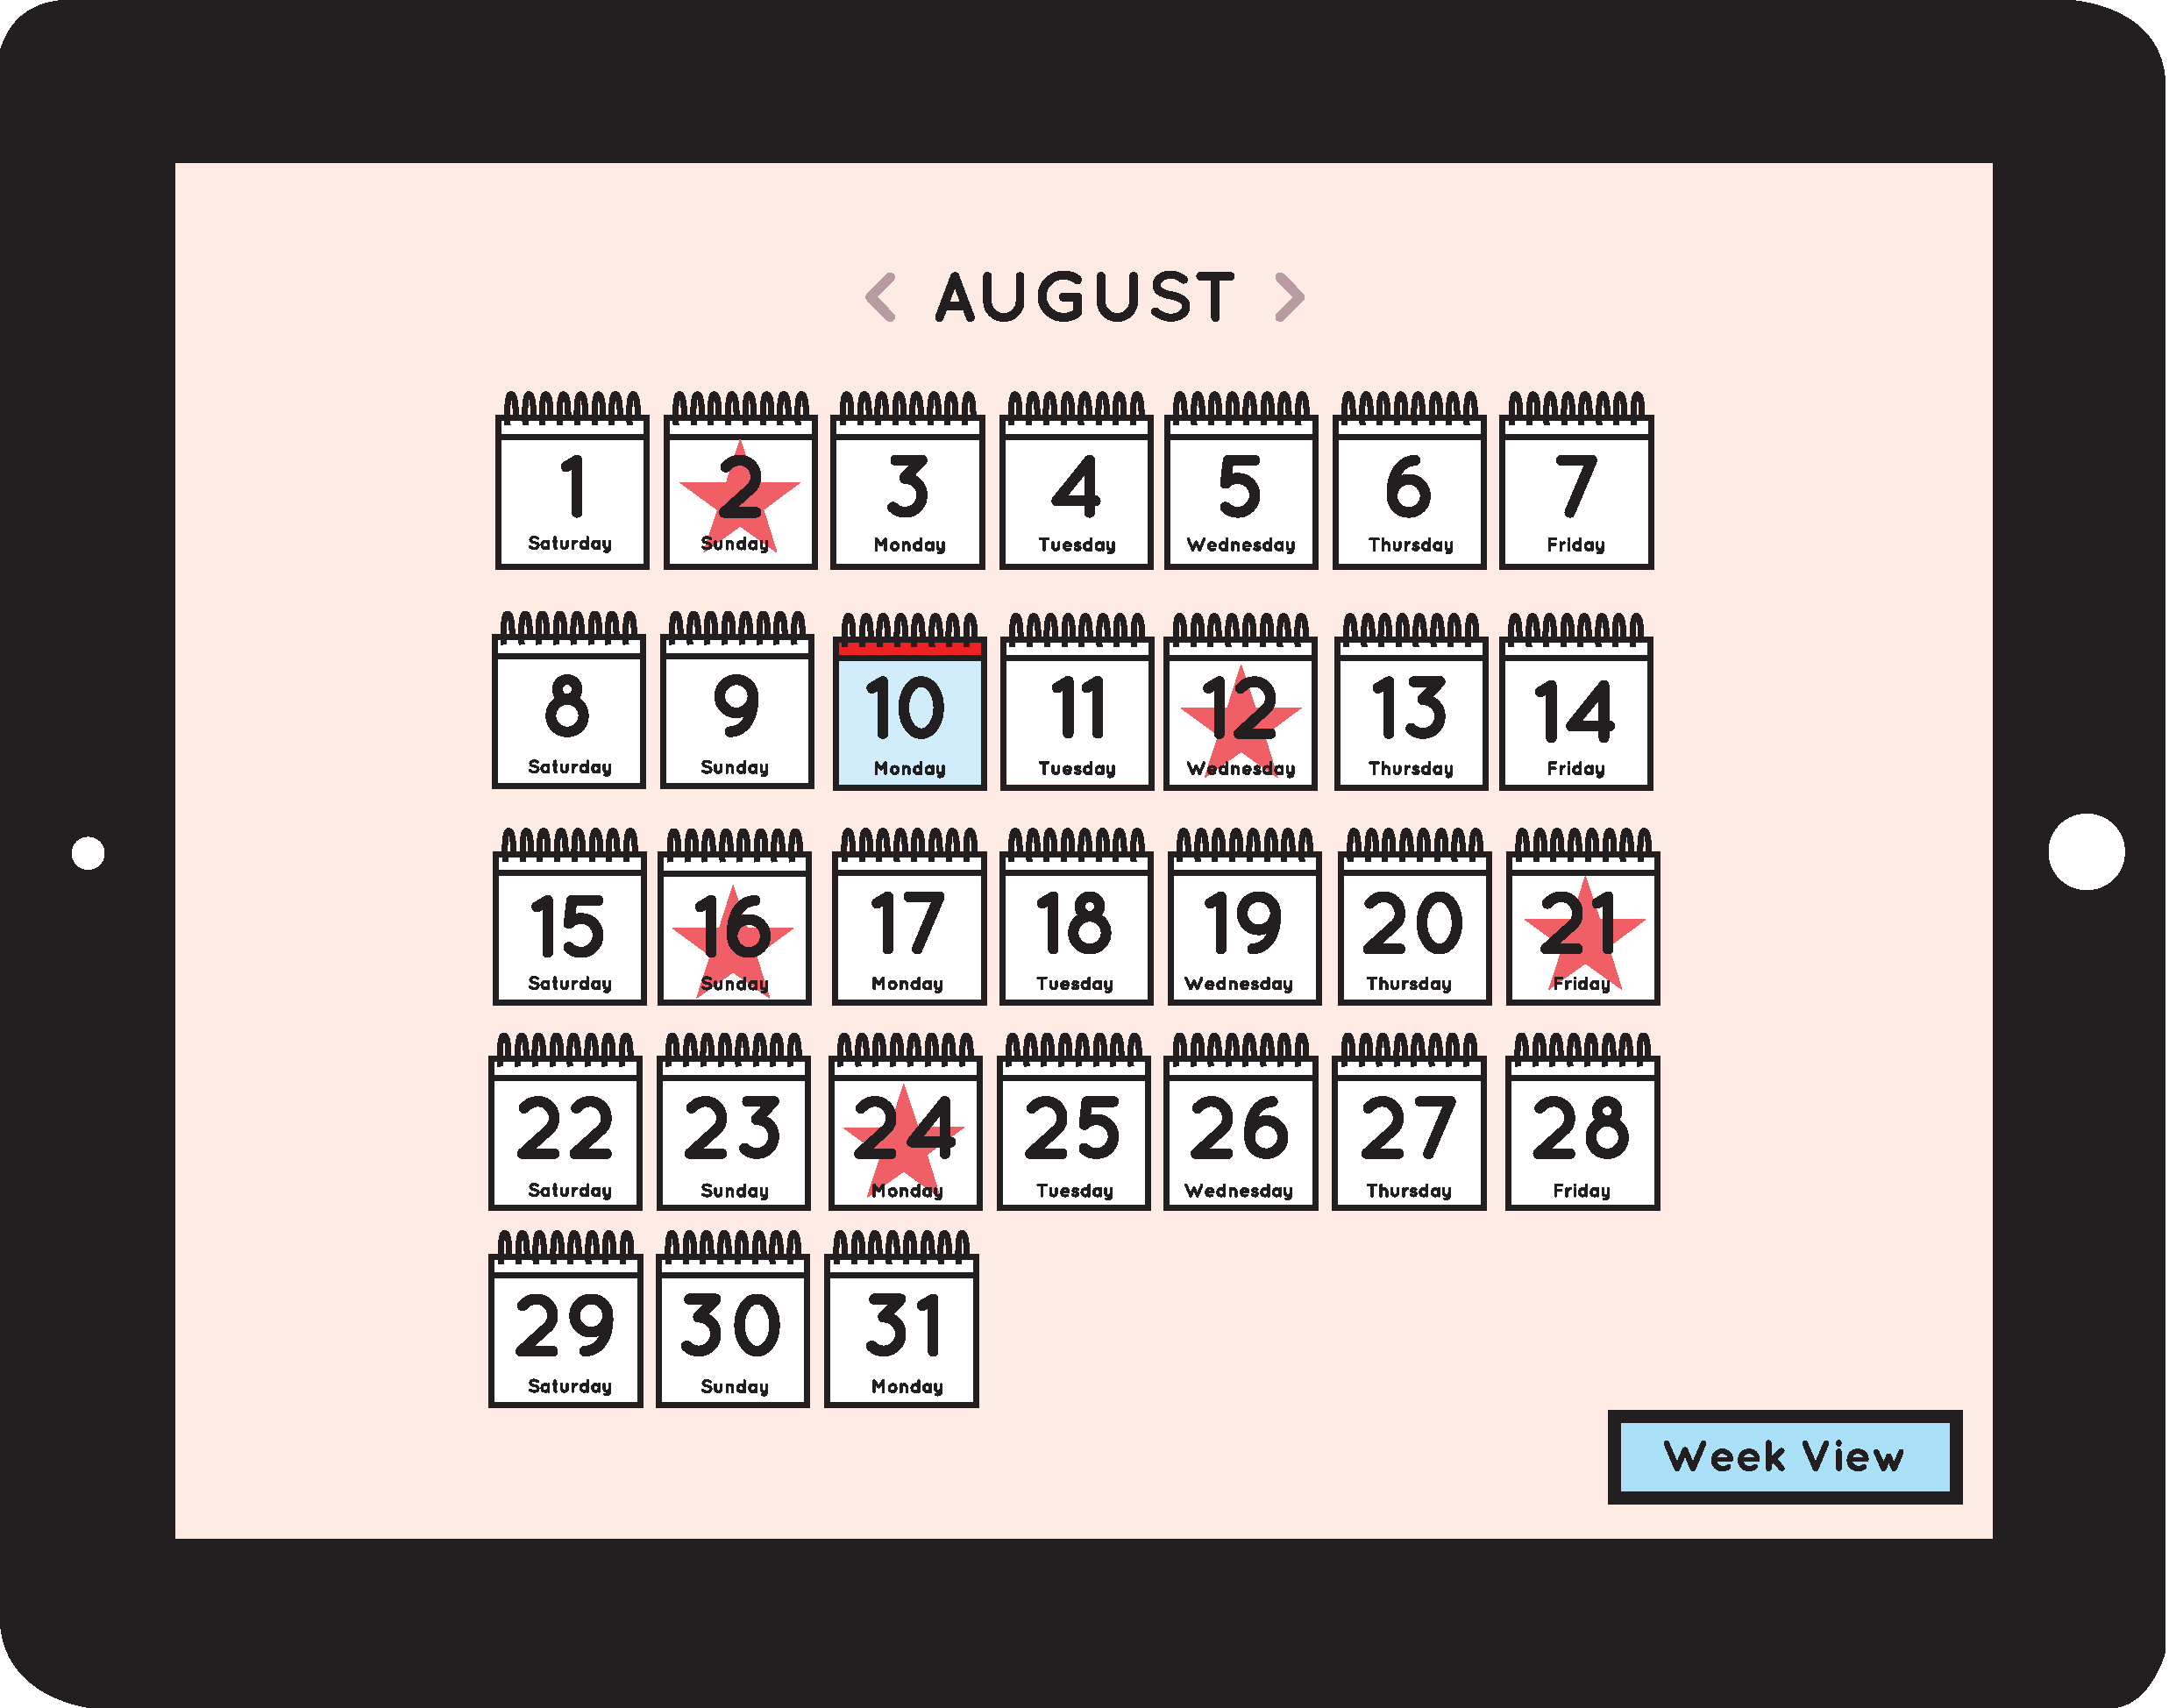 < AUGUST >
1 2 3 4 5 6 7
Saturday Sunday Monday Tuesday Wednesday Thursday Friday
8 9 10 11 12 13 14
Saturday Sunday Monday Tuesday Wednesday Thursday Friday
15 16 17 18 19 20 21
Saturday Sunday Monday Tuesday Wednesday Thursday Friday
22 23 24 25 26 27 28
Saturday Sunday Monday Tuesday Wednesday Thursday Friday
29 30 31
Saturday Sunday Monday
Week View